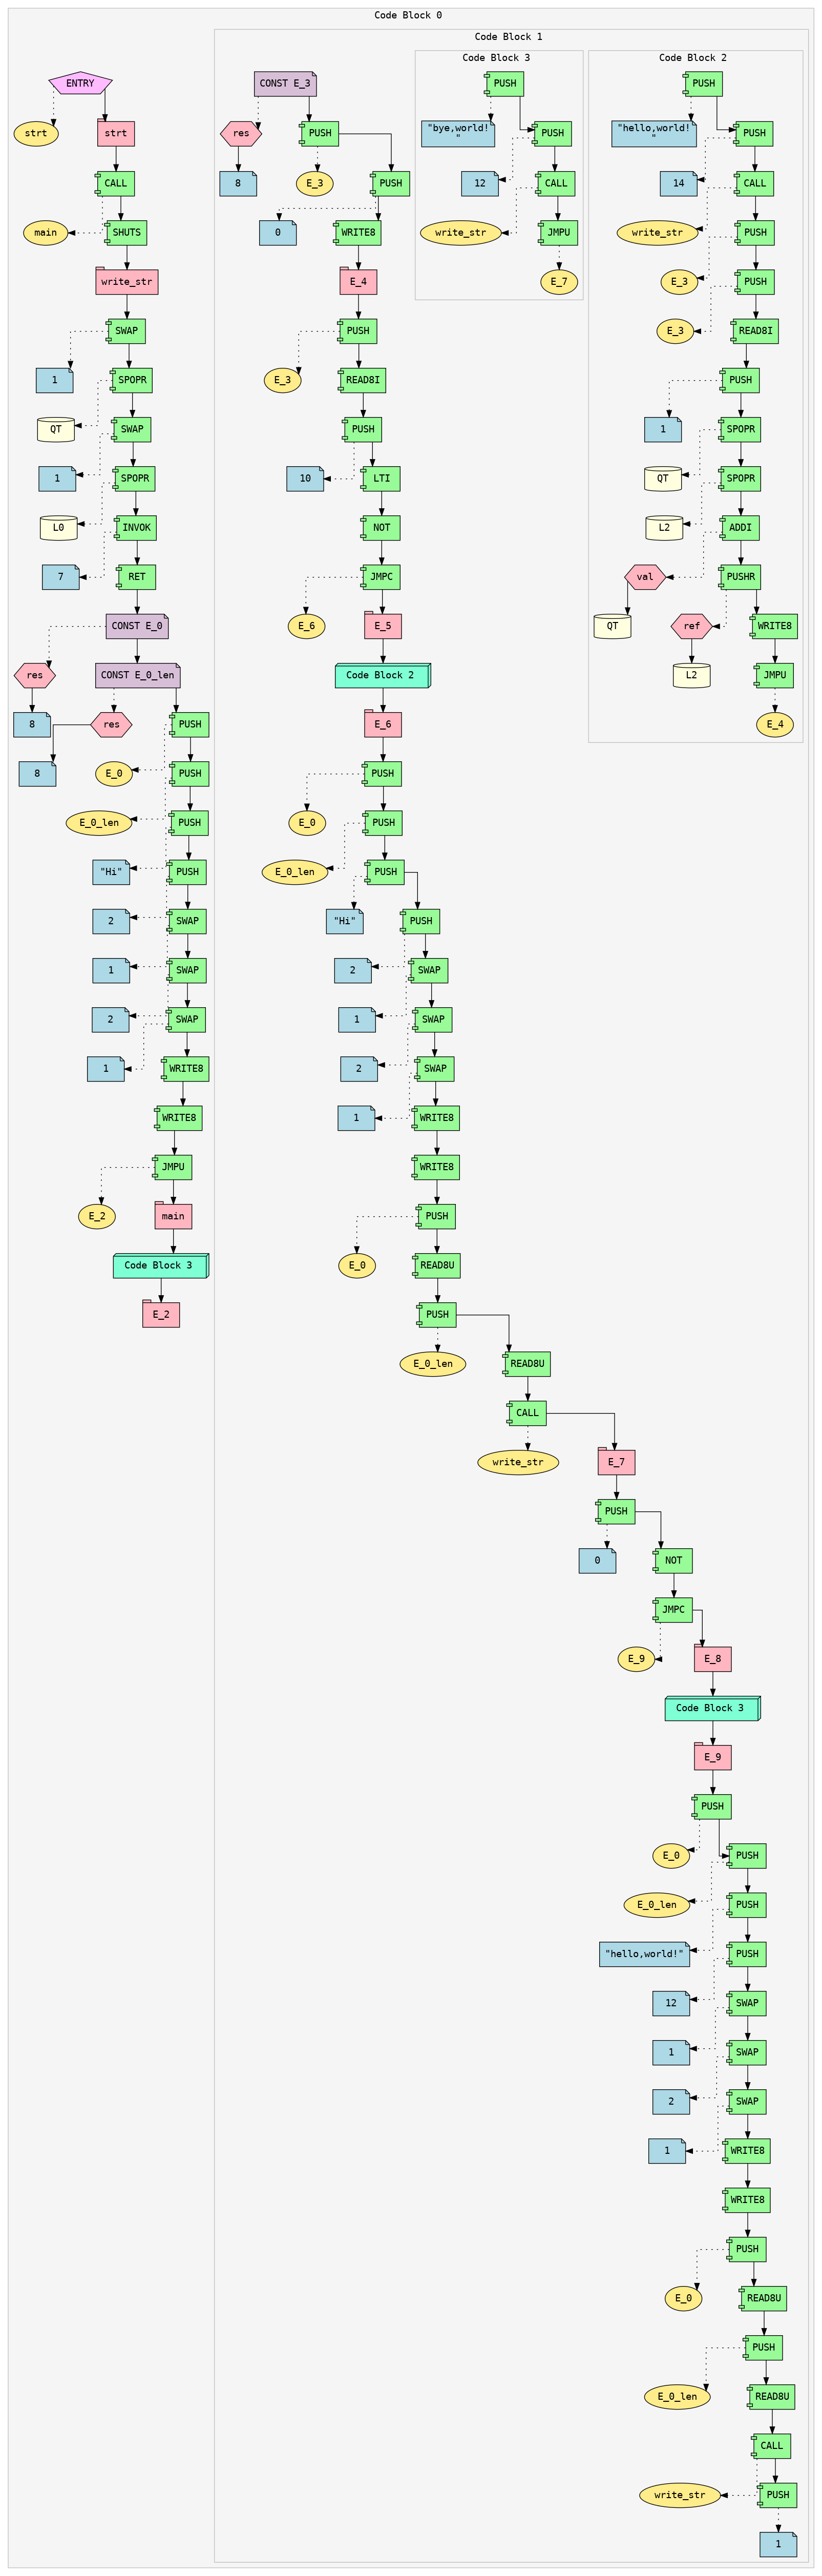 Code Block 0
ENTRY
strt
strt
CALL
main
SHUTS
write_str
SWAP
1
SPOPR
QT
SWAP
1
SPOPR
L0
INVOK
7
RET
CONST E_0
res
CONST E_0_len
8
res
PUSH
8
E_0
PUSH
E_0_len
PUSH
"Hi"
PUSH
2
SWAP
1
SWAP
2
SWAP
1
WRITE8
WRITE8
JMPU
E_2
main
Code Block 3
E_2
Code Block 1
CONST E_3
res
PUSH
8
E_3
PUSH
0
WRITE8
E_4
PUSH
E_3
READ8I
PUSH
10
LTI
NOT
JMPC
E_6
E_5
Code Block 2
E_6
PUSH
E_0
PUSH
E_0_len
PUSH
"Hi"
PUSH
2
SWAP
1
SWAP
2
SWAP
1
WRITE8
WRITE8
PUSH
E_0
READ8U
PUSH
E_0_len
READ8U
CALL
write_str
E_7
PUSH
0
NOT
JMPC
E_9
E_8
Code Block 3
E_9
PUSH
E_0
PUSH
E_0_len
PUSH
"hello,world!"
PUSH
12
SWAP
1
SWAP
2
SWAP
1
WRITE8
WRITE8
PUSH
E_0
READ8U
PUSH
E_0_len
READ8U
CALL
write_str
PUSH
1
Code Block 3
PUSH
"bye,world!
"
PUSH
12
CALL
write_str
JMPU
E_7
Code Block 2
PUSH
"hello,world!
"
PUSH
14
CALL
write_str
PUSH
E_3
PUSH
E_3
READ8I
PUSH
1
SPOPR
QT
SPOPR
L2
ADDI
val
PUSHR
QT
ref
WRITE8
L2
JMPU
E_4